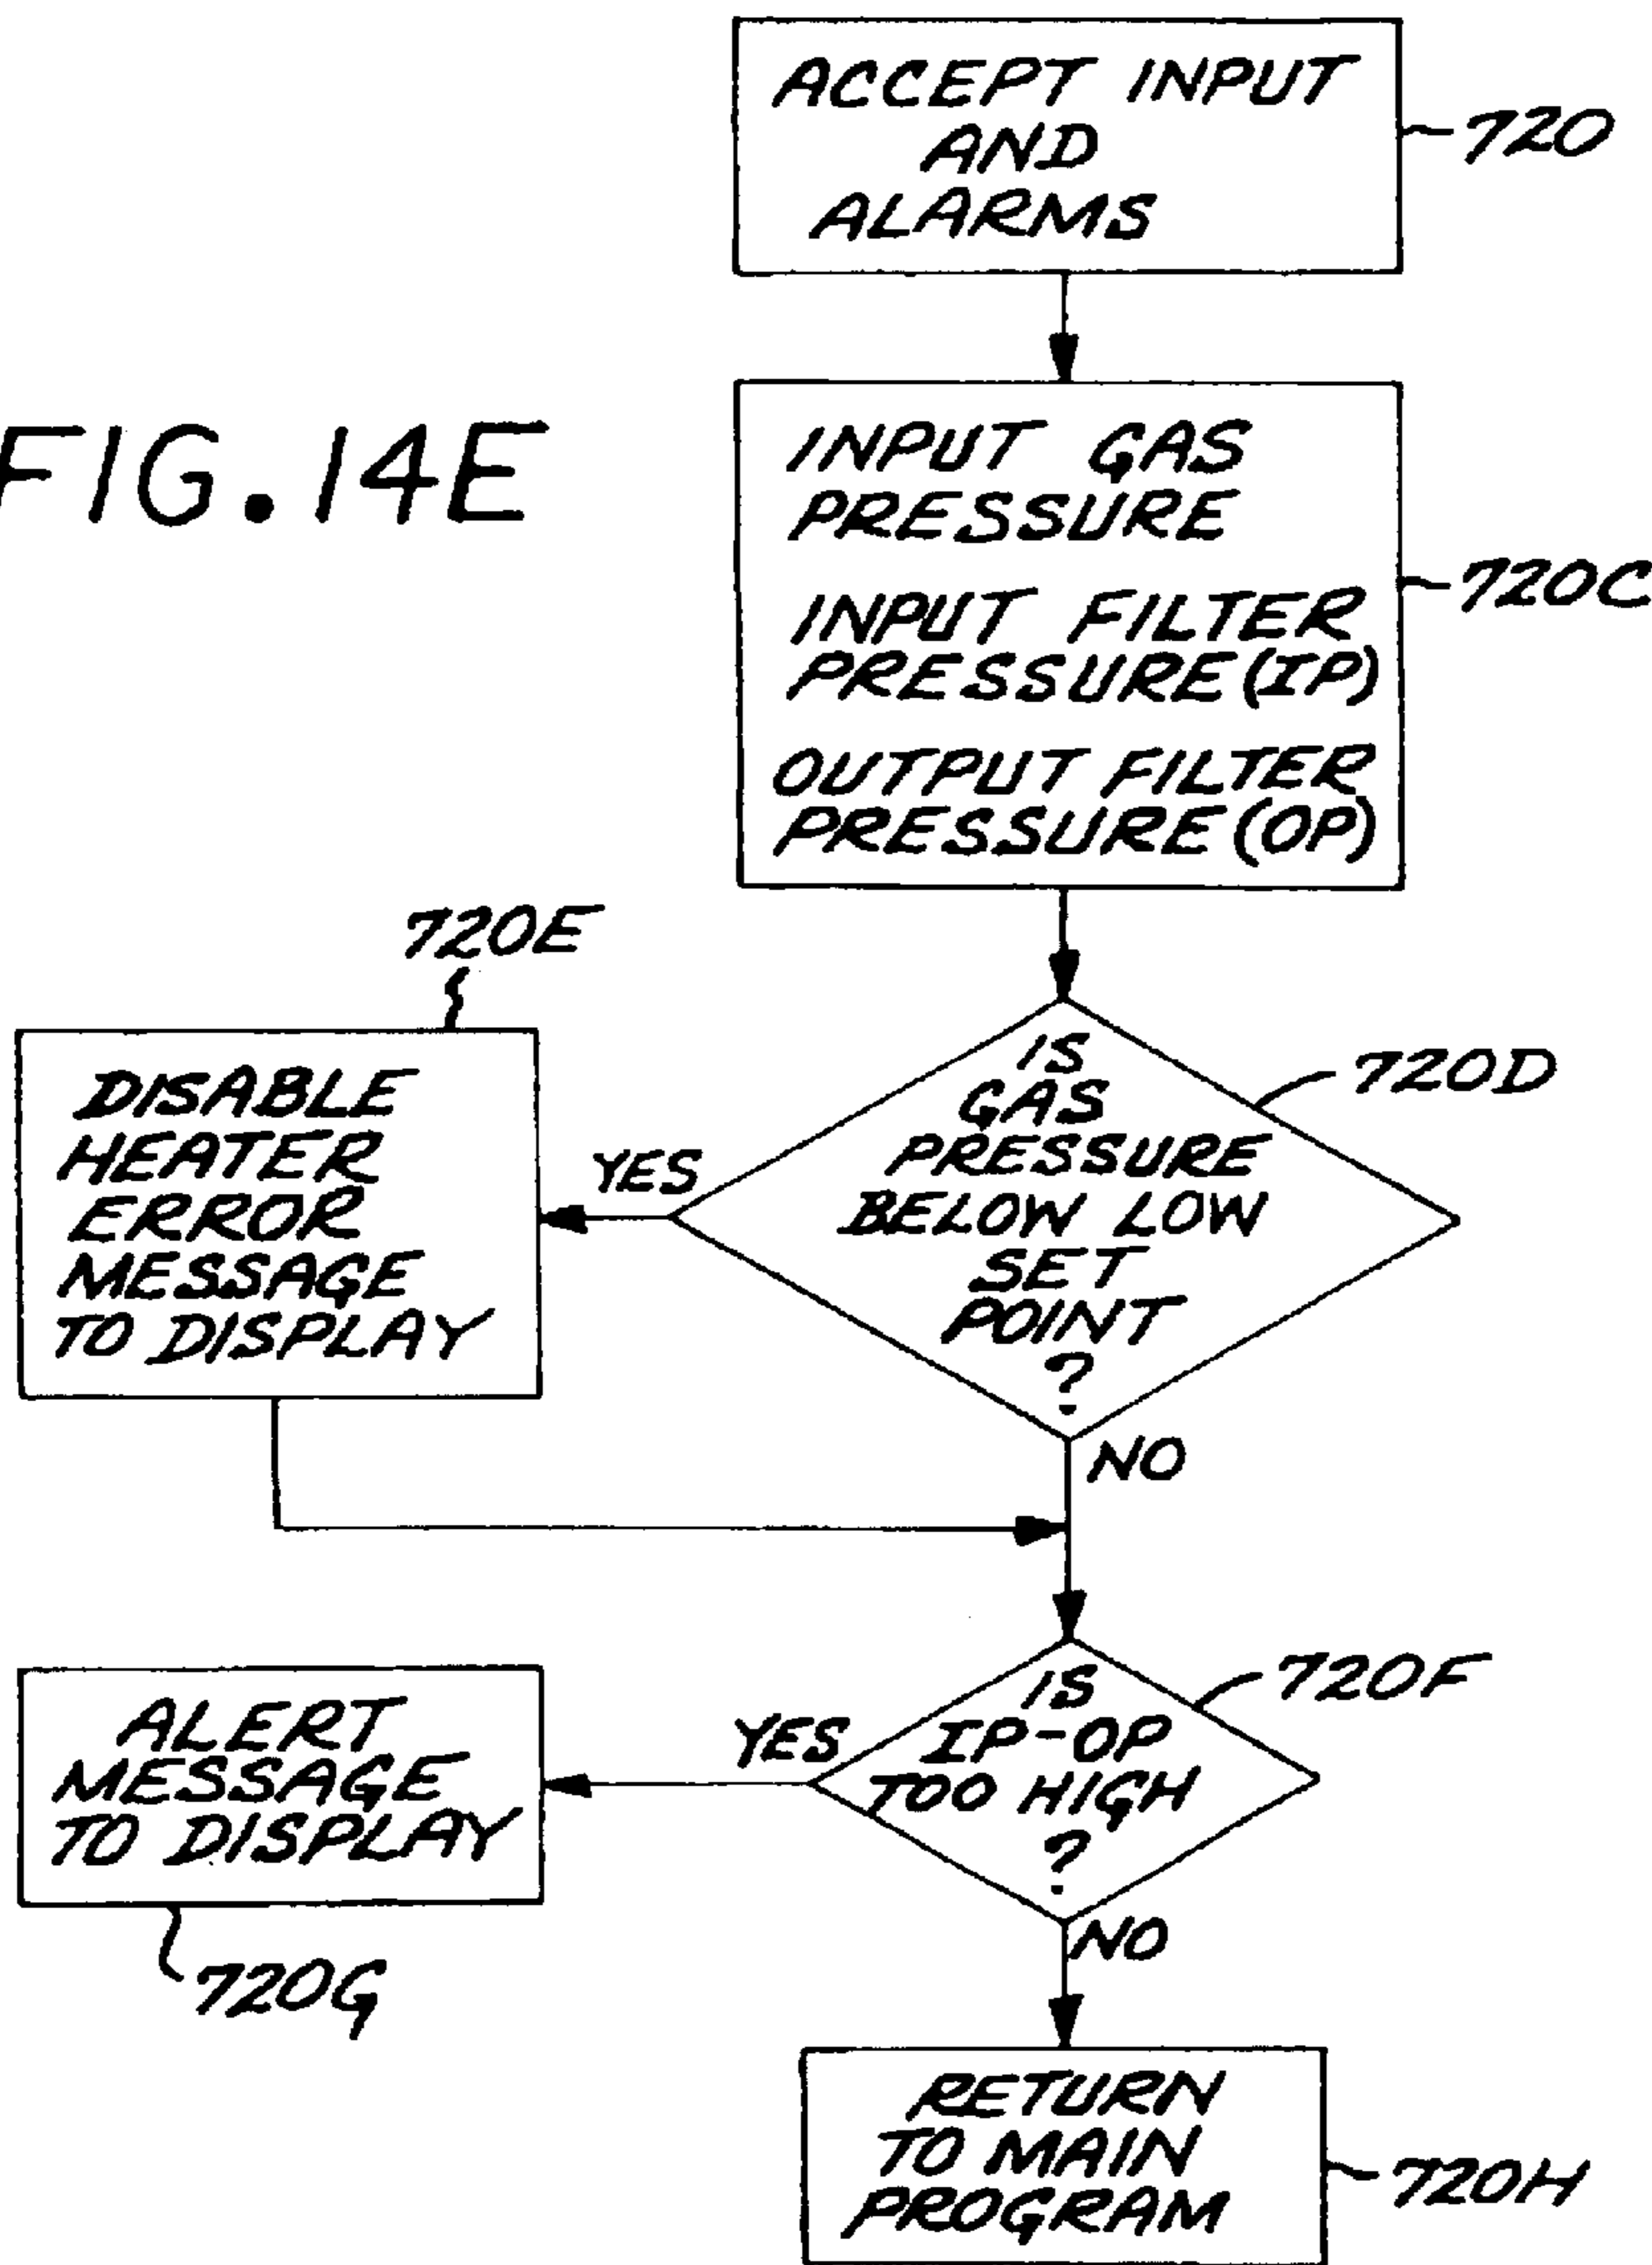 ACCEPT INPUT
AND
ALARMS
720
FIG. 14E
INPUT GAS
PRESSURE
INPUT FILTER
PRESSURE (IP)
OUTPUT FILTER
PRESSURE (OP)
720C
720E
DISABLE
HEATER
ERROR
MESSAGE
TO DISPLAY
YES
IS
GAS
PRESSURE
BELOW LOW
SET
POINT
?
720D
NO
ALERT
MESSAGE
TO DISPLAY
720G
YES
IS
IP-OP
TOO HIGH
?
720F
NO
RETURN
TO MAIN
PROGRAM
720H